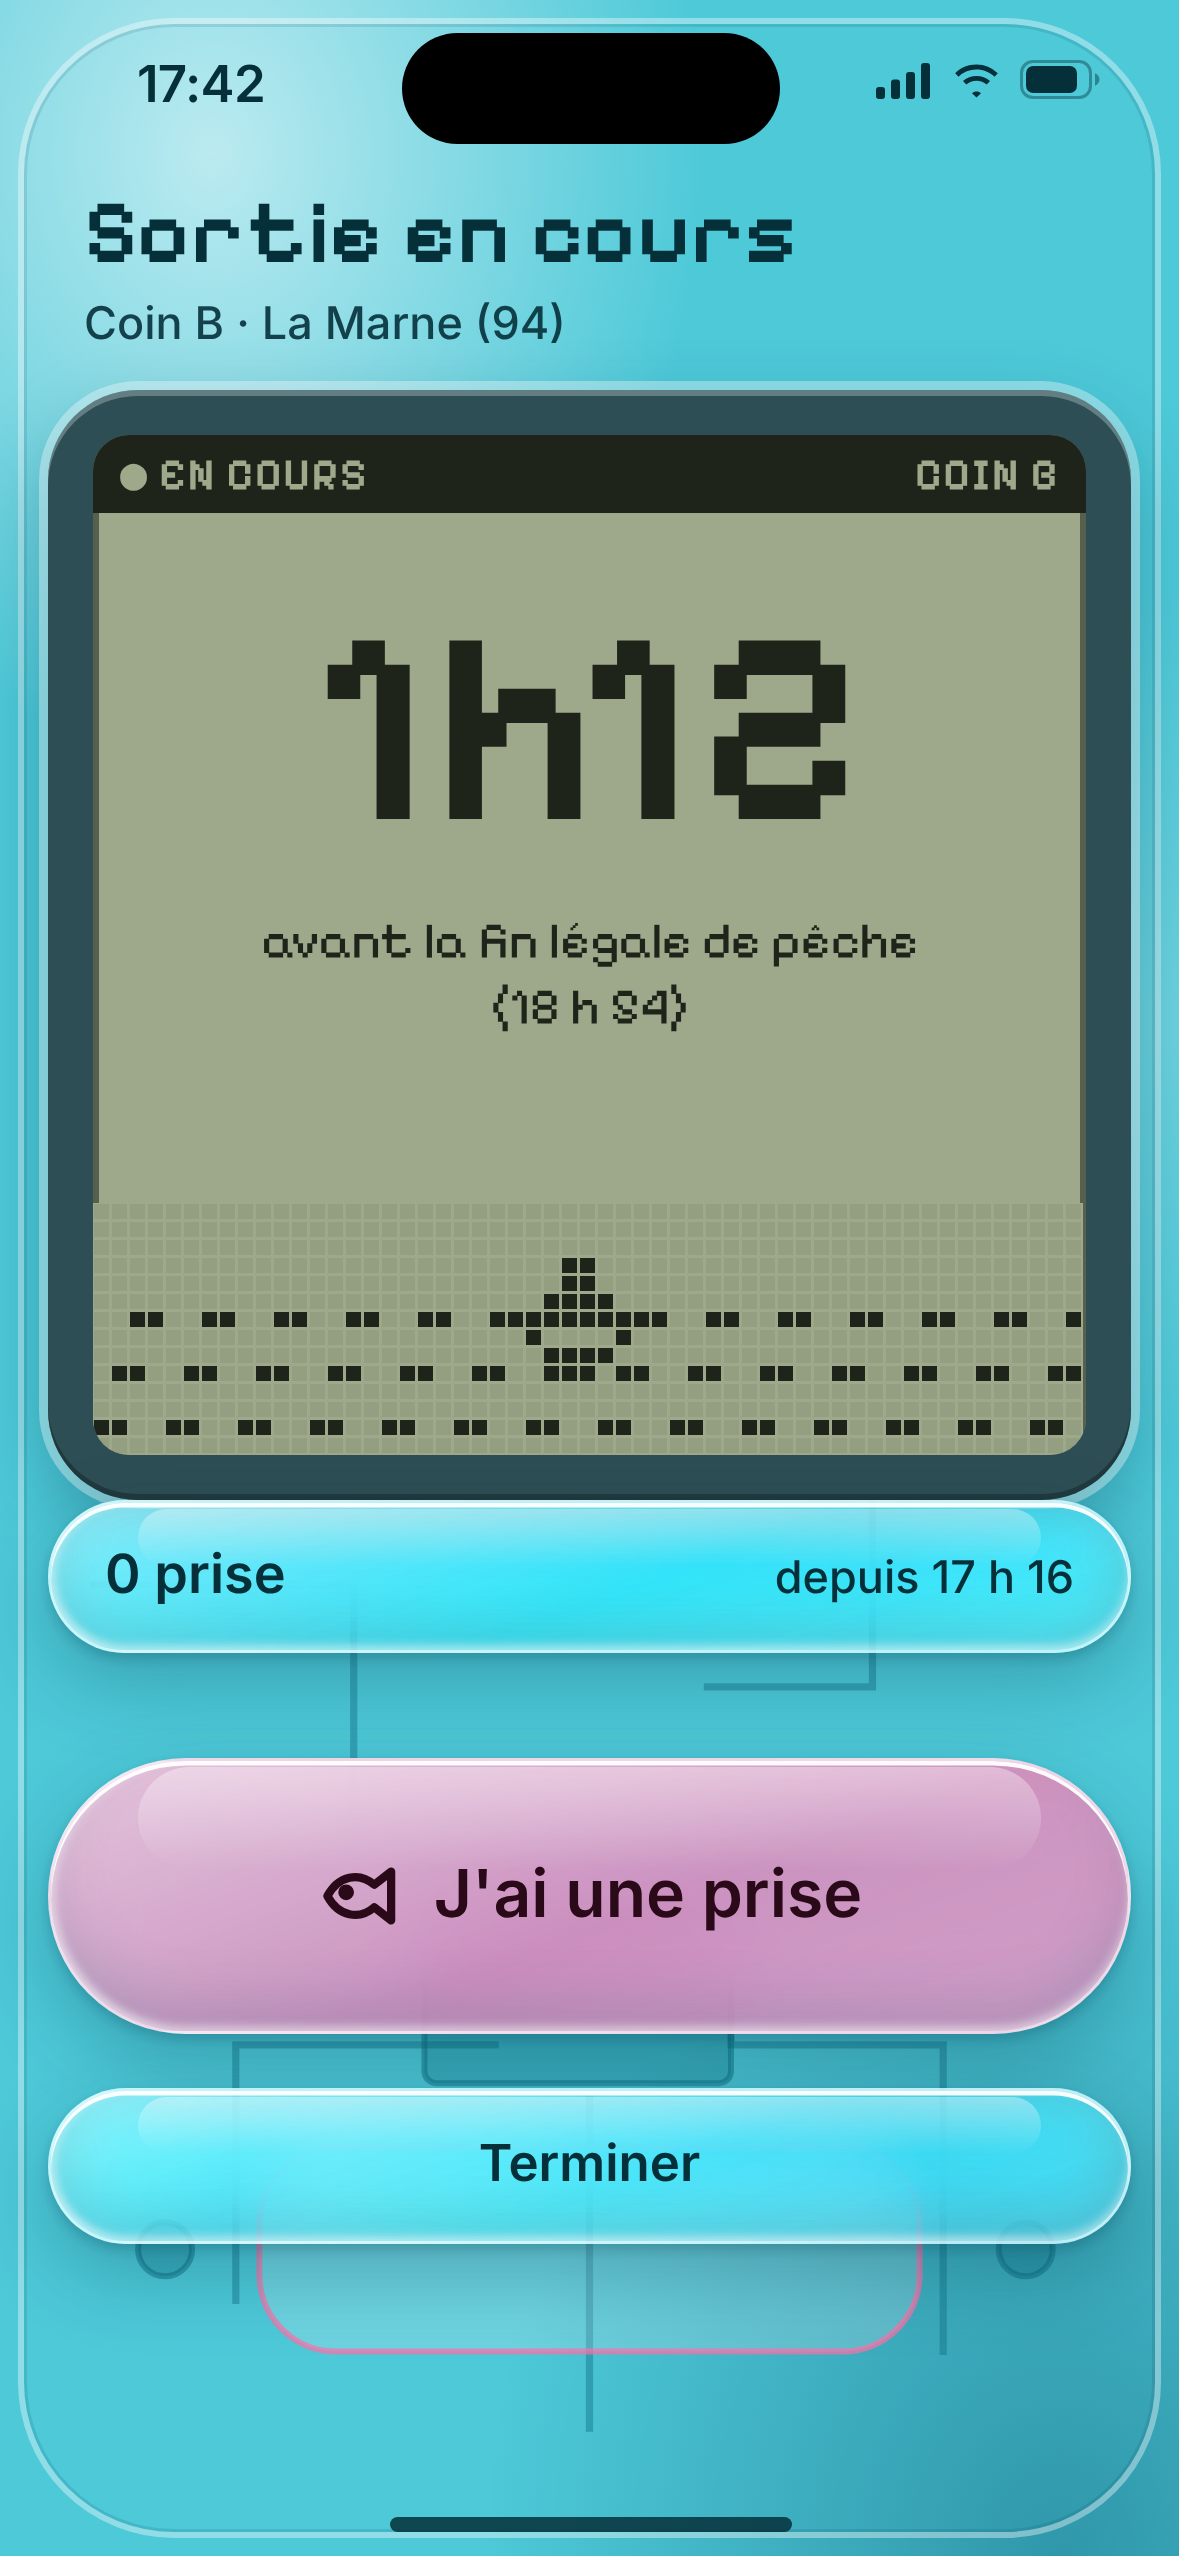 17:42
Sortie en cours
Coin B · La Marne (94)
EN COURS
COIN B
1h12
avant la fin légale de pêche
(18 h 54)
0 prise
depuis 17 h 16
J'ai une prise
Terminer